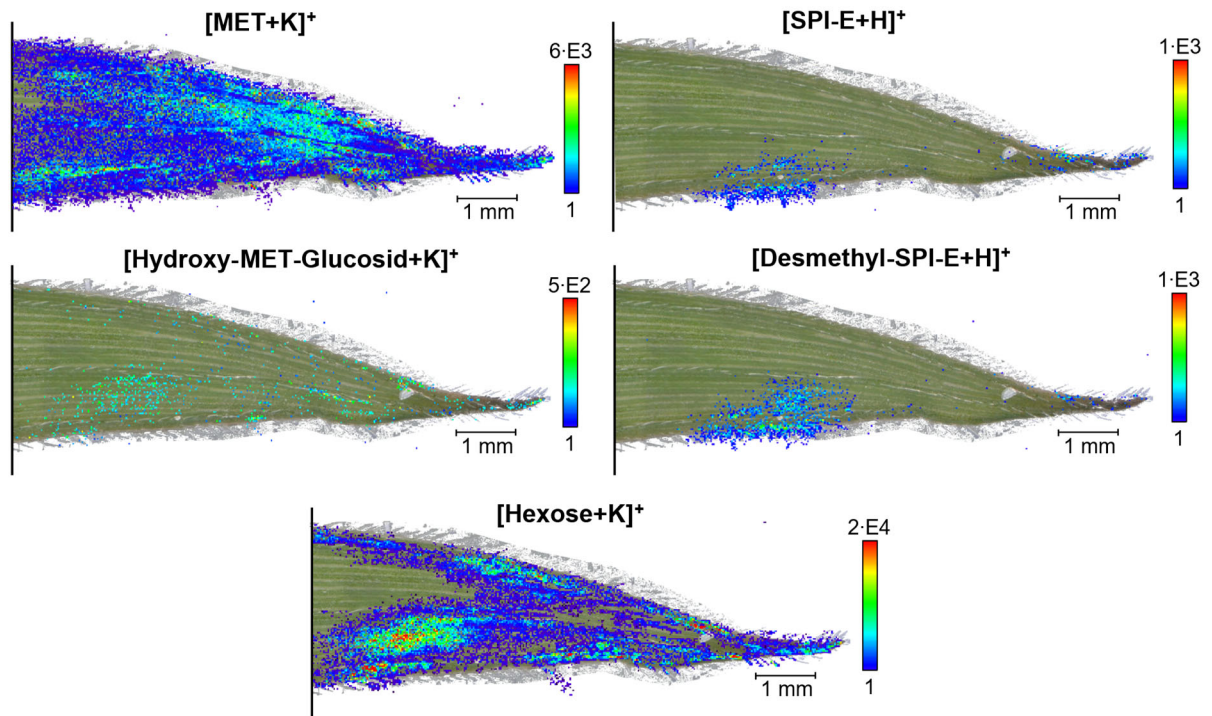 [MET+K]⁺
6·E3
1
1 mm
[SPI-E+H]⁺
1·E3
1
1 mm
[Hydroxy-MET-Glucosid+K]⁺
5·E2
1
1 mm
[Desmethyl-SPI-E+H]⁺
1·E3
1
1 mm
[Hexose+K]⁺
2·E4
1
1 mm